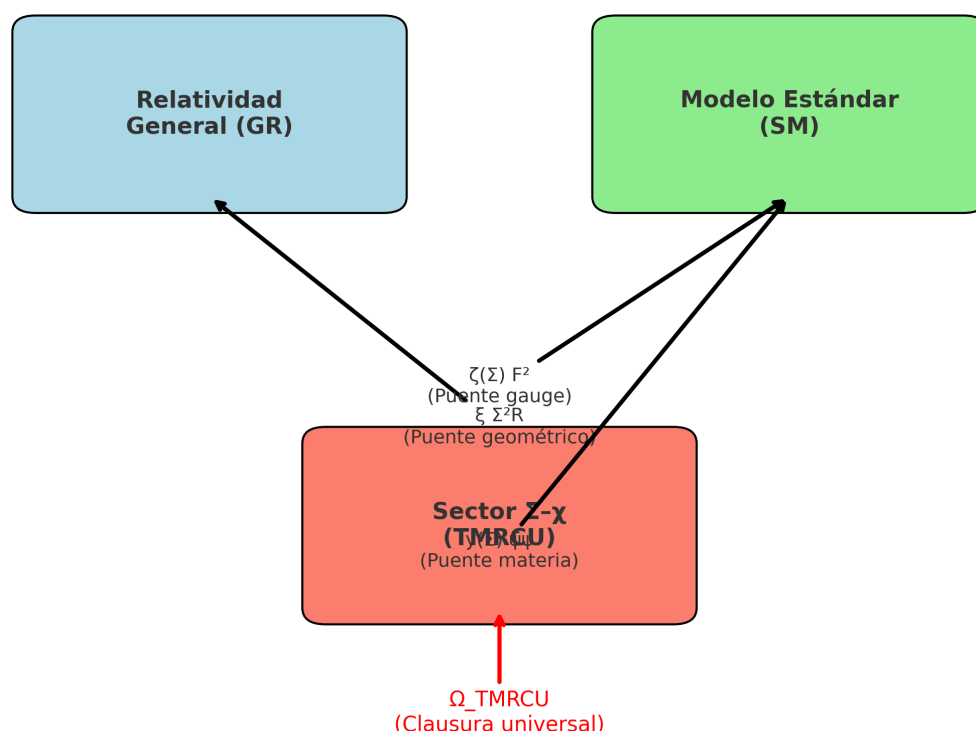 Relatividad
General (GR)
Modelo Estándar
(SM)
ζ(Σ) F²
(Puente gauge)
ξ Σ²R
(Puente geométrico)
Sector Σ–χ
(TMRCU)
(Puente materia)
Ω_TMRCU
(Clausura universal)